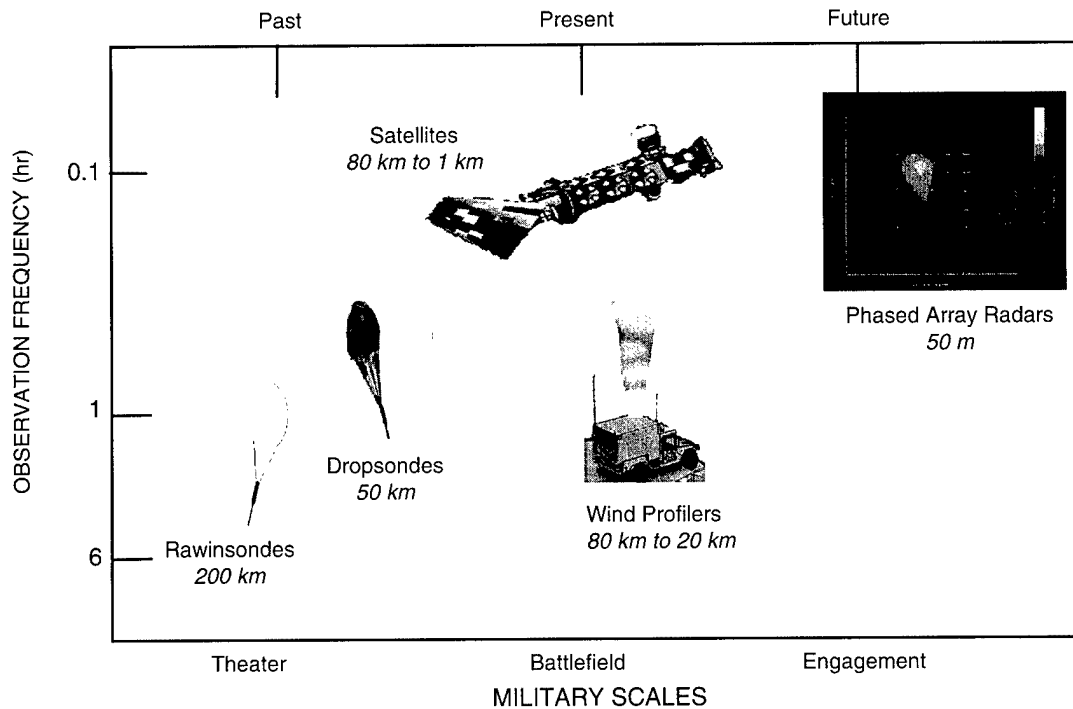 Past
Present
Future
Satellites
80 km to 1 km
0.1
OBSERVATION FREQUENCY (hr)
Phased Array Radars
50 m
1
Dropsondes
50 km
Wind Profilers
80 km to 20 km
6
Rawinsondes
200 km
Theater
Battlefield
Engagement
MILITARY SCALES